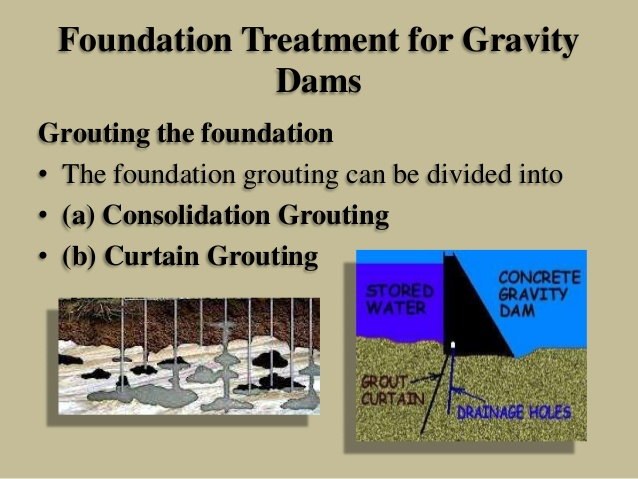 Foundation Treatment for Gravity
Dams
Grouting the foundation
• The foundation grouting can be divided into
• (a) Consolidation Grouting
• (b) Curtain Grouting
STORED
WATER
CONCRETE
GRAVITY
DAM
GROUT
CURTAIN
DRAINAGE HOLES